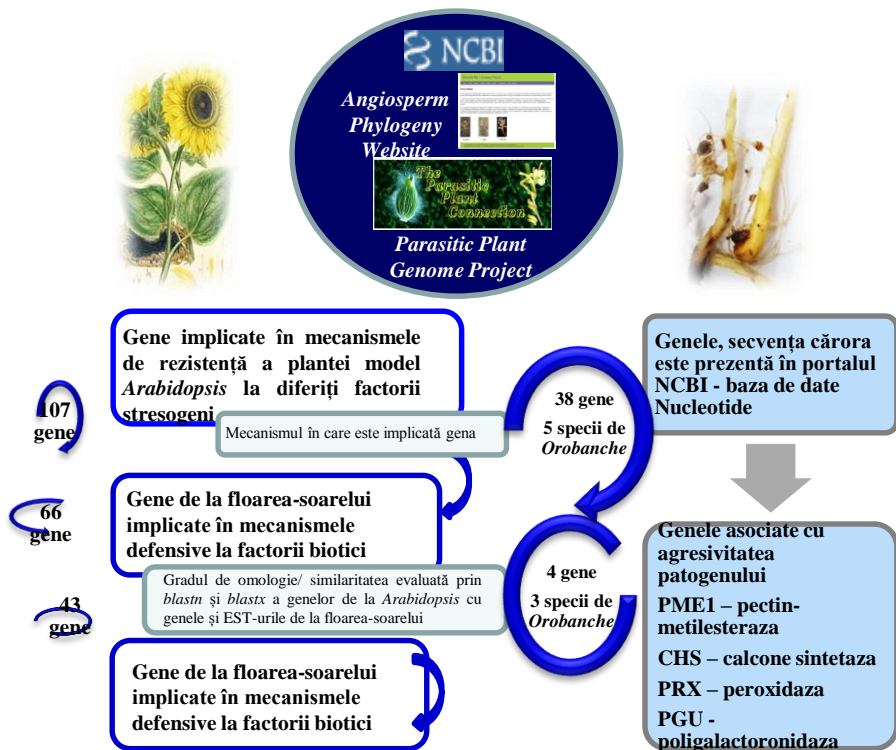 NCBI
Angiosperm
Phylogeny
Website
The
Parasitic
Plant
Connection
Parasitic Plant
Genome Project
Gene implicate în mecanismele
de rezistență a plantei model
Arabidopsis la diferiți factorii
stresogeni
Mecanismul în care este implicată gena
107
gene
38 gene
5 specii de
Orobanche
Genele, secvența cărora
este prezentă în portalul
NCBI - baza de date
Nucleotide
66
gene
Gene de la floarea-soarelui
implicate în mecanismele
defensive la factorii biotici
Gradul de omologie/ similaritatea evaluată prin
blastn și blastx a genelor de la Arabidopsis cu
genele și EST-urile de la floarea-soarelui
43
gene
4 gene
3 specii de
Orobanche
Gene de la floarea-soarelui
implicate în mecanismele
defensive la factorii biotici
Genele asociate cu
agresivitatea
patogenului
PME1 – pectin-
metilesteraza
CHS – calcone sintetaza
PRX – peroxidaza
PGU -
poligalactoronidaza